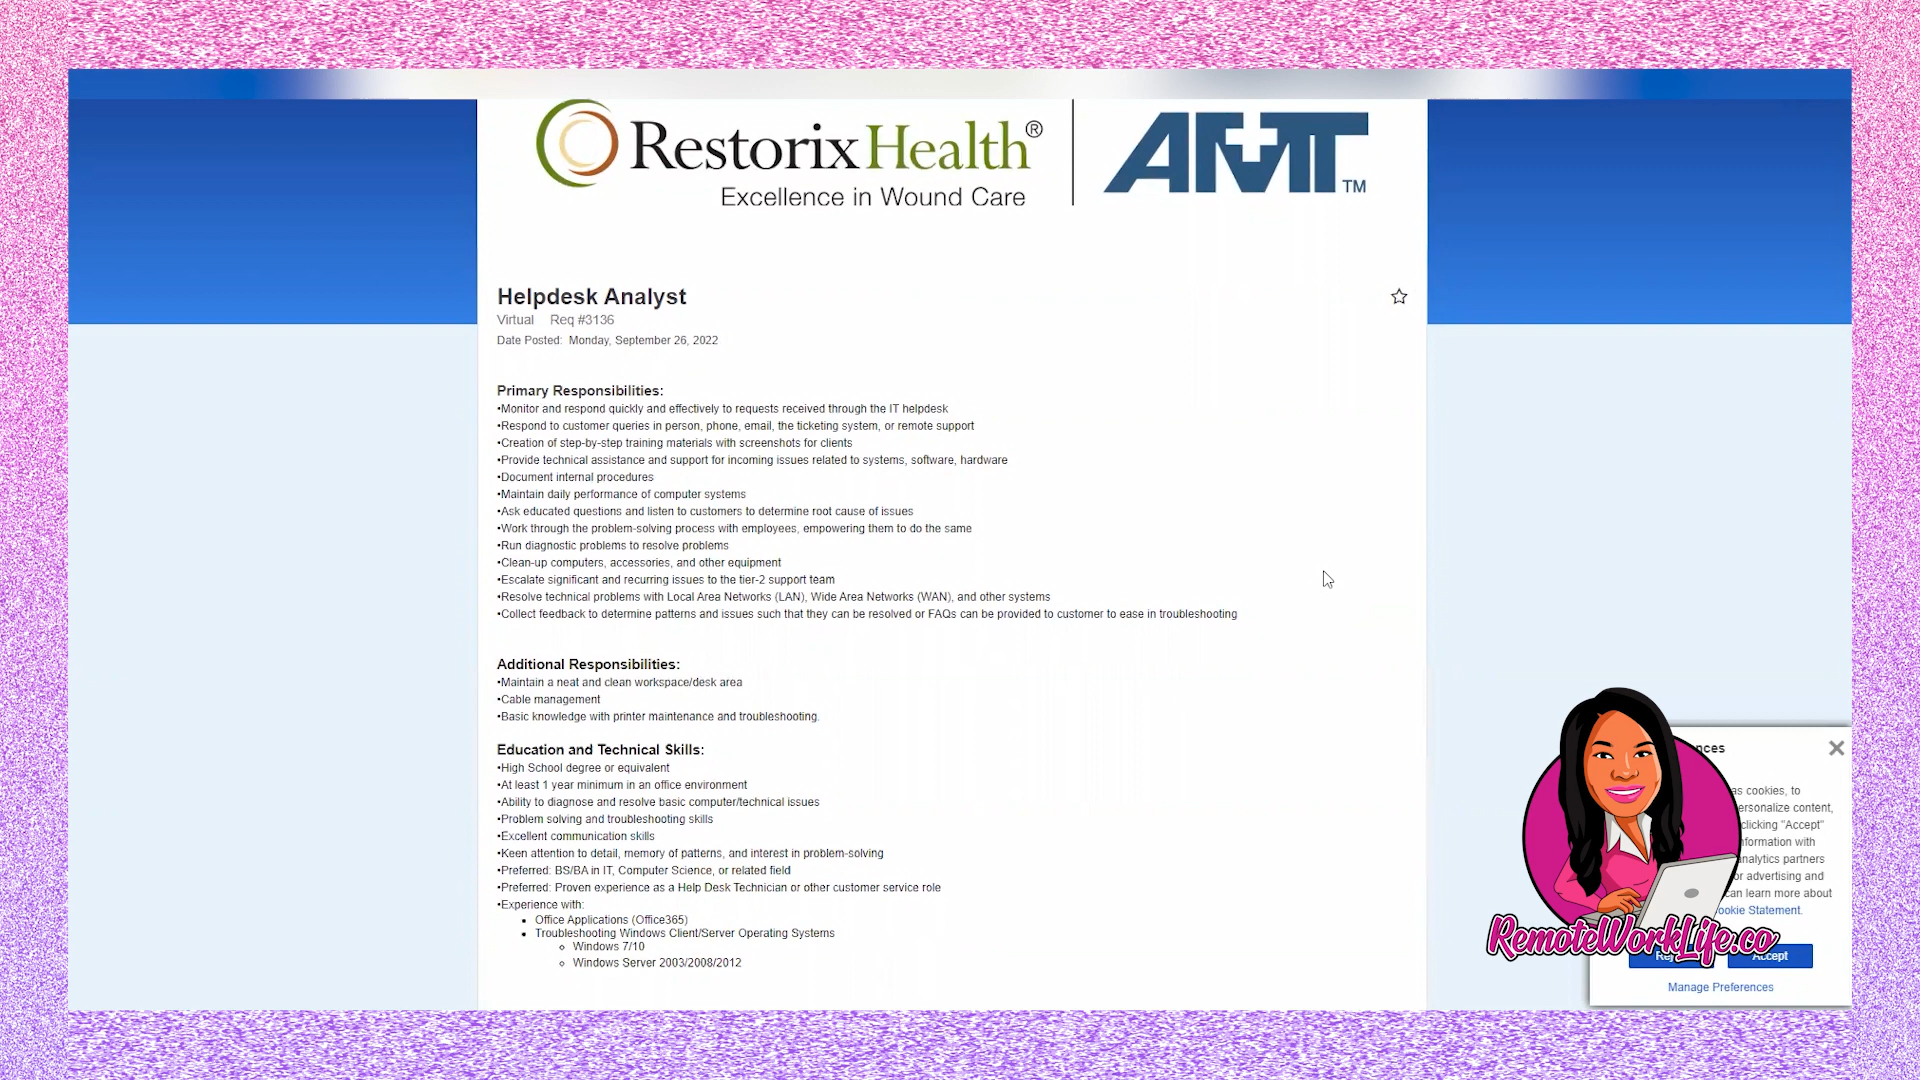 RestorixHealth®
Excellence in Wound Care
AMT™
Helpdesk Analyst
Virtual Req #3136
Date Posted: Monday, September 26, 2022
Primary Responsibilities:
•Monitor and respond quickly and effectively to requests received through the IT helpdesk
•Respond to customer queries in person, phone, email, the ticketing system, or remote support
•Creation of step-by-step training materials with screenshots for clients
•Provide technical assistance and support for incoming issues related to systems, software, hardware
•Document internal procedures
•Maintain daily performance of computer systems
•Ask educated questions and listen to customers to determine root cause of issues
•Work through the problem-solving process with employees, empowering them to do the same
•Run diagnostic problems to resolve problems
•Clean-up computers, accessories, and other equipment
•Escalate significant and recurring issues to the tier-2 support team
•Resolve technical problems with Local Area Networks (LAN), Wide Area Networks (WAN), and other systems
•Collect feedback to determine patterns and issues such that they can be resolved or FAQs can be provided to customer to ease in troubleshooting
Additional Responsibilities:
•Maintain a neat and clean workspace/desk area
•Cable management
•Basic knowledge with printer maintenance and troubleshooting.
Education and Technical Skills:
•High School degree or equivalent
•At least 1 year minimum in an office environment
•Ability to diagnose and resolve basic computer/technical issues
•Problem solving and troubleshooting skills
•Excellent communication skills
•Keen attention to detail, memory of patterns, and interest in problem-solving
•Preferred: BS/BA in IT, Computer Science, or related field
•Preferred: Proven experience as a Help Desk Technician or other customer service role
•Experience with:
• Office Applications (Office365)
• Troubleshooting Windows Client/Server Operating Systems
○ Windows 7/10
○ Windows Server 2003/2008/2012
as cookies, to
personalize content,
clicking "Accept"
information with
analytics partners
or advertising and
can learn more about
Cookie Statement.
RemoteWorkLife.co
Accept
Manage Preferences